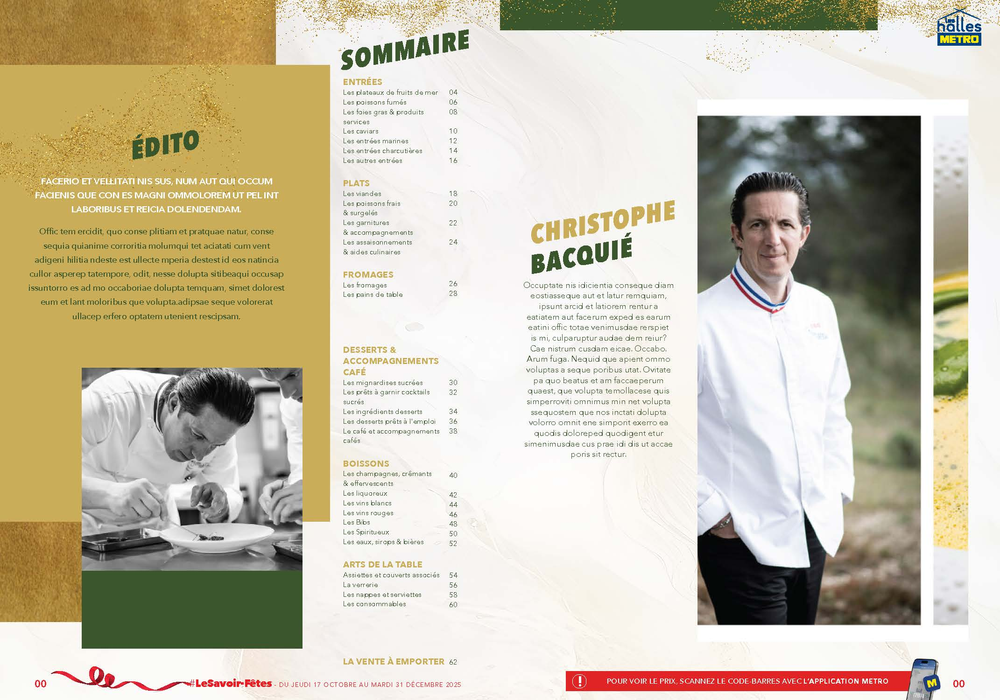 les
halles
METRO
ÉDITO
FACERIO ET VELLITATI NIS SUS, NUM AUT QUI OCCUM
FACIENIS QUE CON ES MAGNI OMMOLOREM UT PEL INT
LABORIBUS ET REICIA DOLENDENDAM.
Offic tem ercidit, quo conse plitiam et pratquae natur, conse
sequia quianime corroritia molumqui tet aciatati cum vent
adigeni hilitia ndeste est ullecte mperia destest id eos natincia
cullor asperep tatempore, odit, nesse dolupta sitibeaqui occusap
issuntorro es ad mo occaboriae dolupta temquam, simet dolorest
eum et lant moloribus que volupta.adipsae seque volorerat
ullacep erfero optatem utenient rescipsam.
SOMMAIRE
ENTRÉES
Les plateaux de fruits de mer 04
Les poissons fumés 06
Les foies gras & produits 08
services
Les caviars 10
Les entrées marines 12
Les entrées charcutières 14
Les autres entrées 16
PLATS
Les viandes 18
Les poissons frais 20
& surgelés
Les garnitures 22
& accompagnements
Les assaisonnements 24
& aides culinaires
FROMAGES
Les fromages 26
Les pains de table 28
DESSERTS &
ACCOMPAGNEMENTS
CAFÉ
Les mignardises sucrées 30
Les prêts à garnir cocktails 32
sucrés
Les ingrédients desserts 34
Les desserts prêts à l'emploi 36
Le café et accompagnements 38
cafés
BOISSONS
Les champagnes, crêmants 40
& effervescents
Les liquoreux 42
Les vins blancs 44
Les vins rouges 46
Les Bibs 48
Les Spiritueux 50
Les eaux, sirops & bières 52
ARTS DE LA TABLE
Assiettes et couverts associés 54
La verrerie 56
Les nappes et serviettes 58
Les consommables 60
LA VENTE À EMPORTER 62
CHRISTOPHE
BACQUIÉ
Occuptate nis idicientia conseque diam
eostiasseque aut et latur remquiam,
ipsunt arcid et latiorem rentur a
eatiatem aut facerum exped es earum
eatini offic totae venimusdae rerspiet
is mi, culparuptur audae dem reiur?
Cae nistrum cusdam eicae. Occabo.
Arum fuga. Nequid que apient ommo
voluptas a seque poribus utat. Ovitate
pa quo beatus et am faccaeperum
quaest, que volupta temollacese quis
simperroviti omnimus min net volupta
ssequostem que nos inctati dolupta
volorro omnit ene simporit exerro ea
quodis doloreped quodigent etur
simenimusdae cus prae idi dis ut accae
poris sit rectur.
00
#LeSavoir-Fêtes - DU JEUDI 17 OCTOBRE AU MARDI 31 DÉCEMBRE 2025
! POUR VOIR LE PRIX, SCANNEZ LE CODE-BARRES AVEC L'APPLICATION METRO
M
00